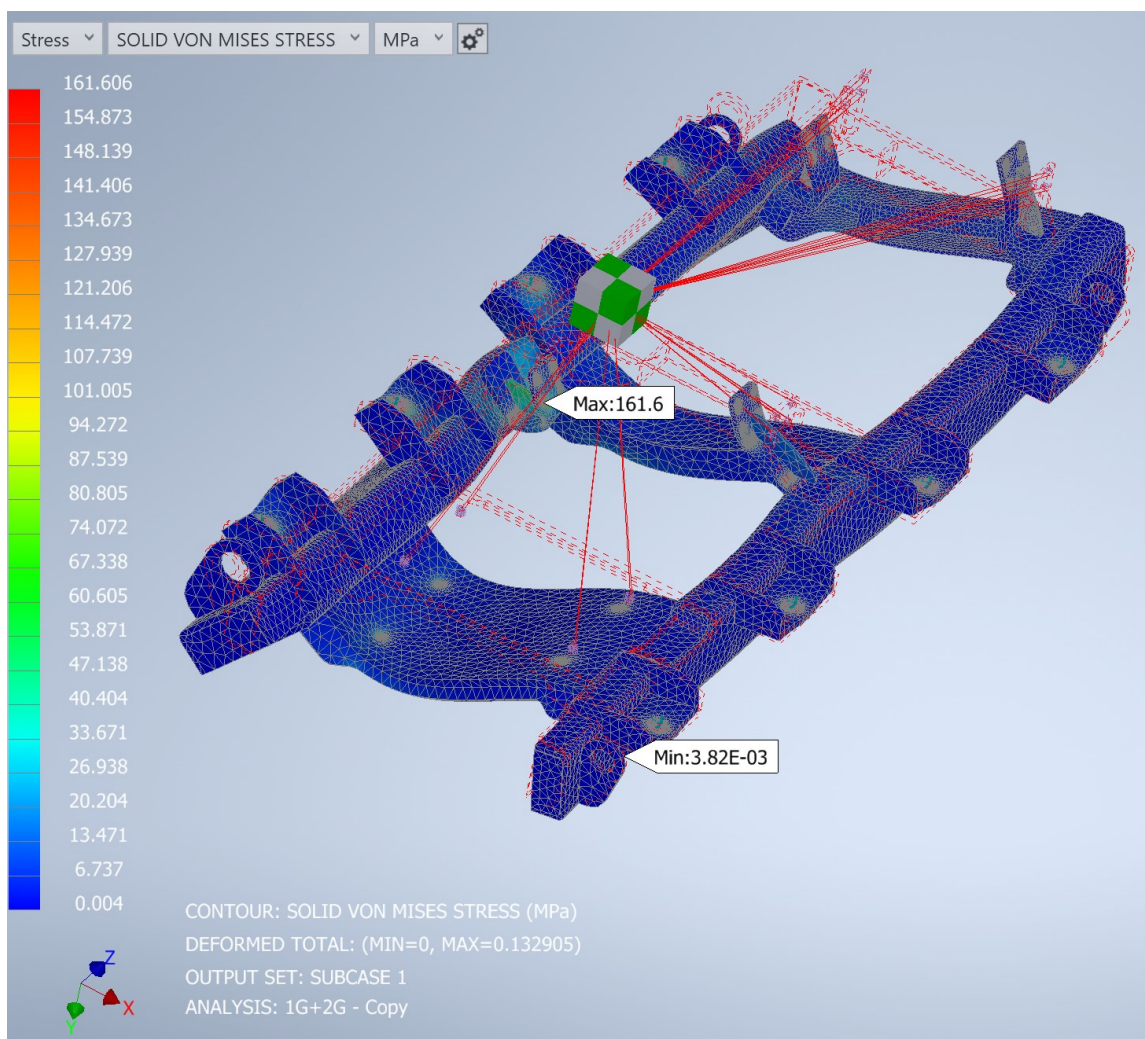 Stress SOLID VON MISES STRESS MPa
161.606
154.873
148.139
141.406
134.673
127.939
121.206
114.472
107.739
101.005
94.272
87.539
80.805
74.072
67.338
60.605
53.871
47.138
40.404
33.671
26.938
20.204
13.471
6.737
0.004
Max:161.6
Min:3.82E-03
CONTOUR: SOLID VON MISES STRESS (MPa)
DEFORMED TOTAL: (MIN=0, MAX=0.132905)
OUTPUT SET: SUBCASE 1
ANALYSIS: 1G+2G - Copy
Z
X
Y